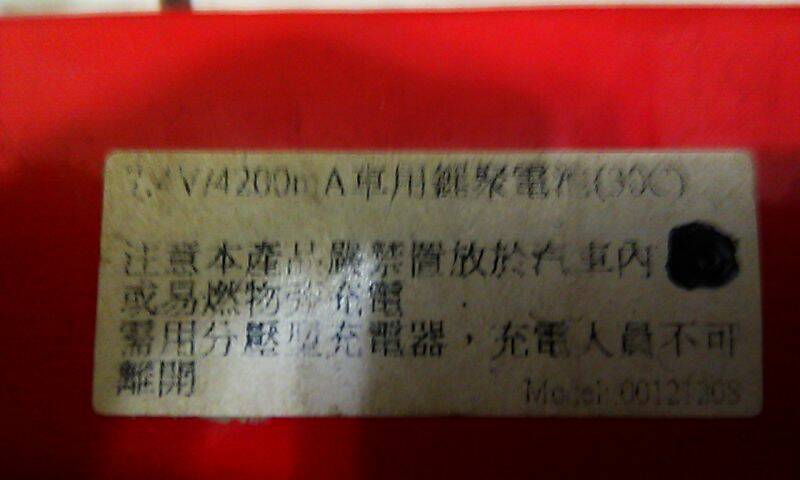 7.4V/4200mA車用鋰聚電池(30C)
注意本產品嚴禁置放於汽車內
或易燃物旁充電
需用分壓型充電器，充電人員不可
離開
Model: